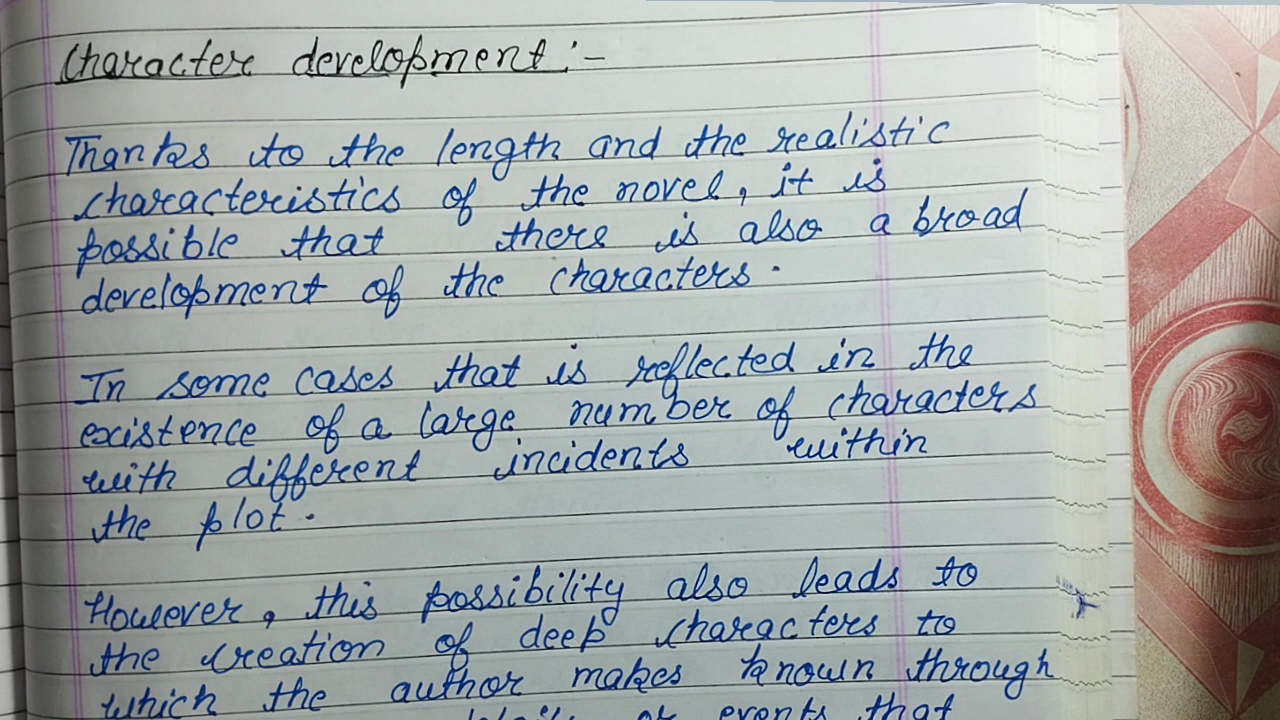 Character development :-
Thanks to the length and the realistic
characteristics of the novel, it is
possible that there is also a broad
development of the characters.
In some cases that is reflected in the
existence of a large number of characters
with different incidents within
the plot.
However, this possibility also leads to
the creation of deep characters to
which the author makes known through
of events that